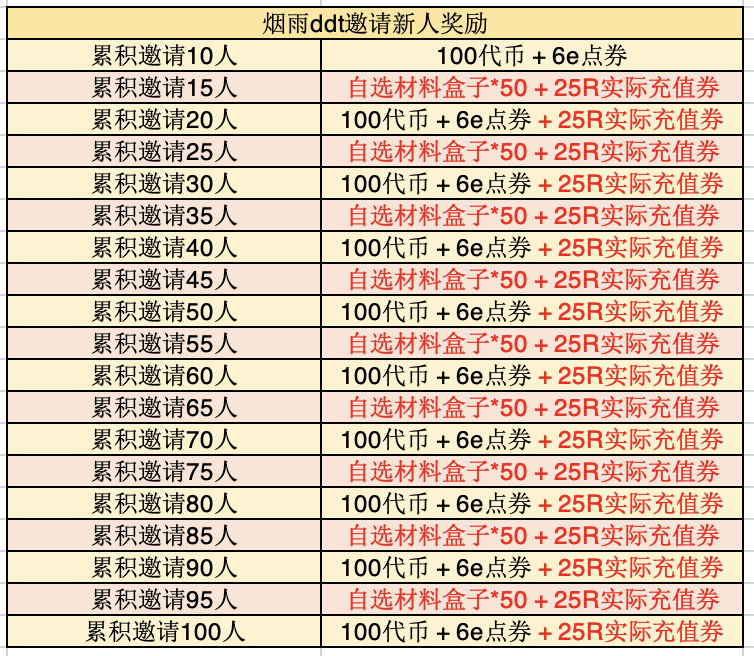 烟雨ddt邀请新人奖励
累积邀请10人 100代币 + 6e点券
累积邀请15人 自选材料盒子*50 + 25R实际充值券
累积邀请20人 100代币 + 6e点券 + 25R实际充值券
累积邀请25人 自选材料盒子*50 + 25R实际充值券
累积邀请30人 100代币 + 6e点券 + 25R实际充值券
累积邀请35人 自选材料盒子*50 + 25R实际充值券
累积邀请40人 100代币 + 6e点券 + 25R实际充值券
累积邀请45人 自选材料盒子*50 + 25R实际充值券
累积邀请50人 100代币 + 6e点券 + 25R实际充值券
累积邀请55人 自选材料盒子*50 + 25R实际充值券
累积邀请60人 100代币 + 6e点券 + 25R实际充值券
累积邀请65人 自选材料盒子*50 + 25R实际充值券
累积邀请70人 100代币 + 6e点券 + 25R实际充值券
累积邀请75人 自选材料盒子*50 + 25R实际充值券
累积邀请80人 100代币 + 6e点券 + 25R实际充值券
累积邀请85人 自选材料盒子*50 + 25R实际充值券
累积邀请90人 100代币 + 6e点券 + 25R实际充值券
累积邀请95人 自选材料盒子*50 + 25R实际充值券
累积邀请100人 100代币 + 6e点券 + 25R实际充值券